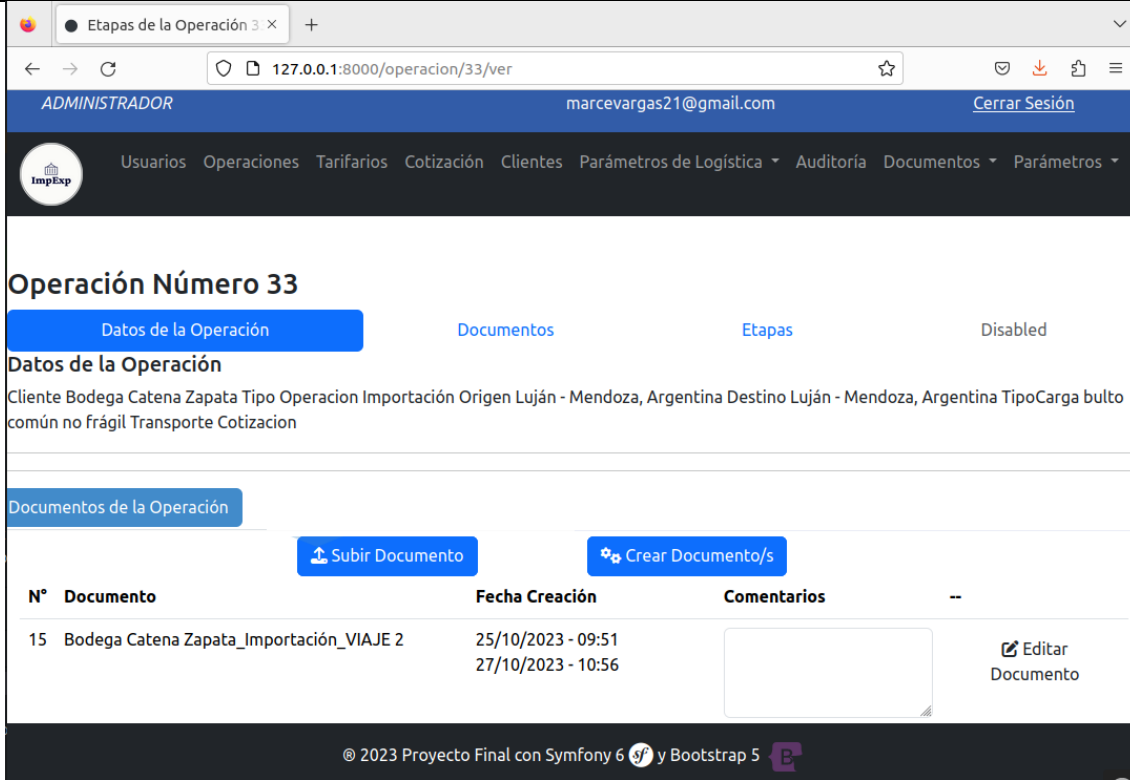 Etapas de la Operación 3
127.0.0.1:8000/operacion/33/ver
ADMINISTRADOR marcevargas21@gmail.com Cerrar Sesión
ImpExp Usuarios Operaciones Tarifarios Cotización Clientes Parámetros de Logística Auditoría Documentos Parámetros
Operación Número 33
Datos de la Operación Documentos Etapas Disabled
Datos de la Operación
Cliente Bodega Catena Zapata Tipo Operacion Importación Origen Luján - Mendoza, Argentina Destino Luján - Mendoza, Argentina TipoCarga bulto
común no frágil Transporte Cotizacion
Documentos de la Operación
Subir Documento Crear Documento/s
N° Documento Fecha Creación Comentarios --
15 Bodega Catena Zapata_Importación_VIAJE 2 25/10/2023 - 09:51
27/10/2023 - 10:56
Editar
Documento
® 2023 Proyecto Final con Symfony 6 sf y Bootstrap 5 B